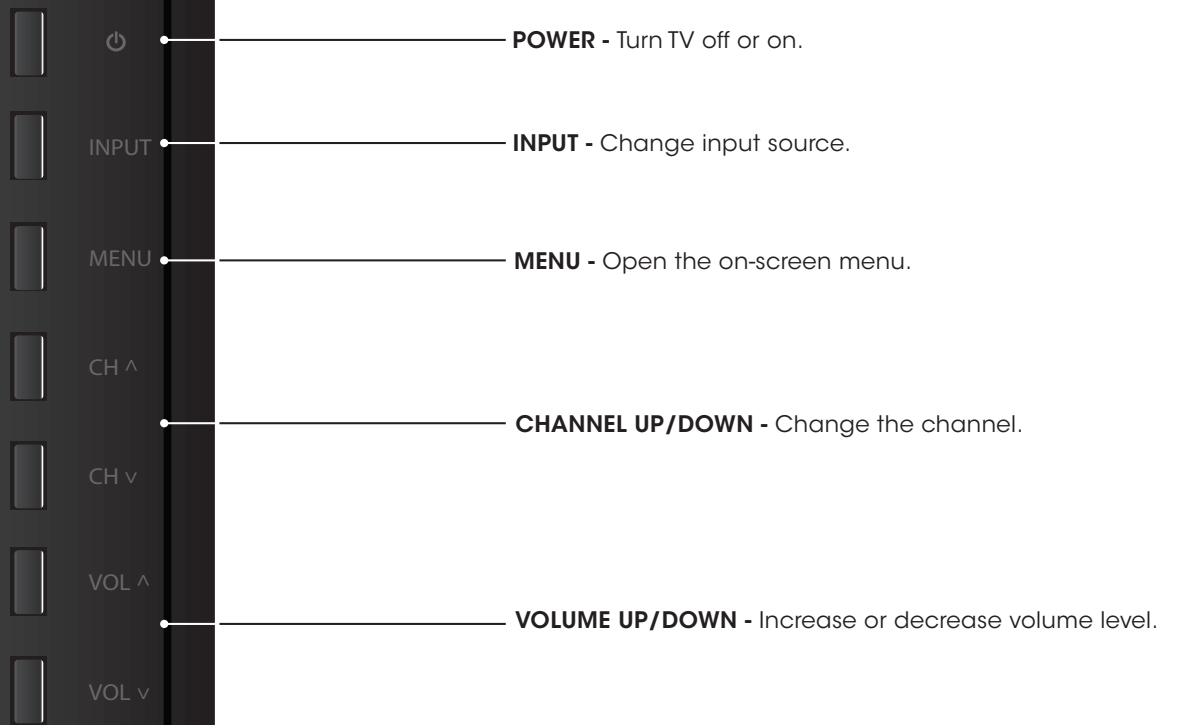 POWER - Turn TV off or on.
INPUT
INPUT - Change input source.
MENU
MENU - Open the on-screen menu.
CH ^
CHANNEL UP/DOWN - Change the channel.
CH v
VOL ^
VOLUME UP/DOWN - Increase or decrease volume level.
VOL v